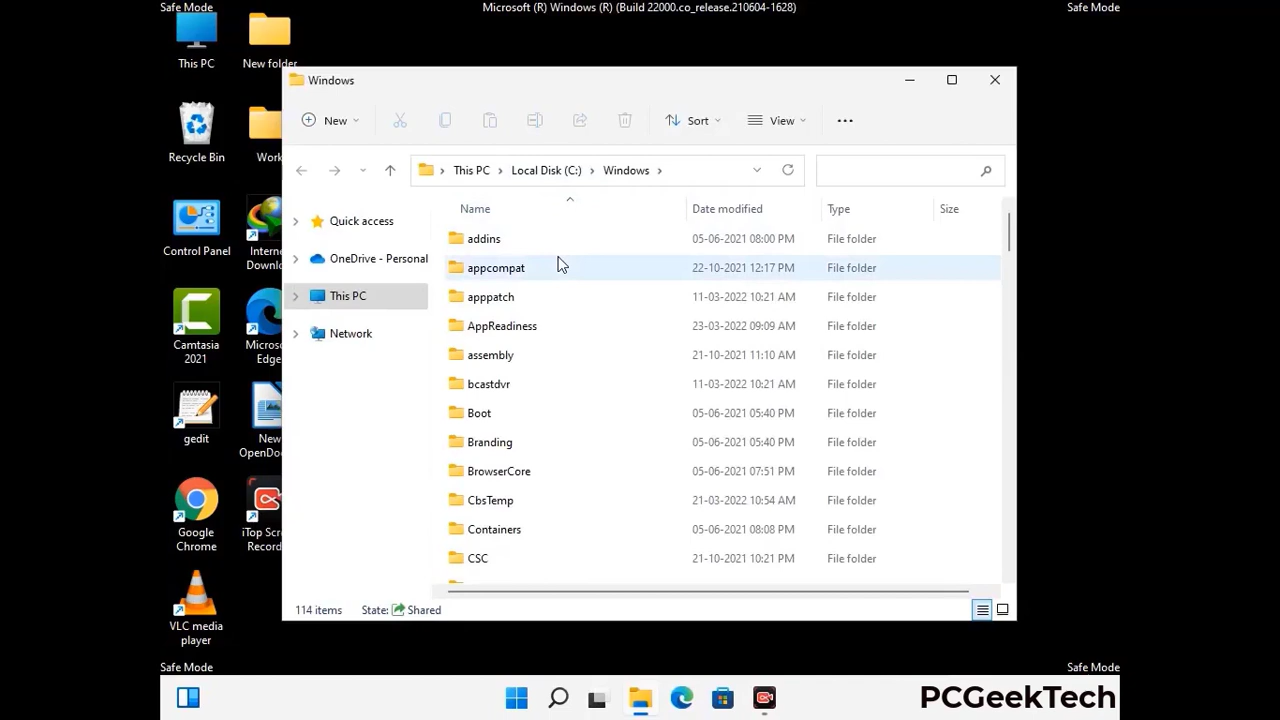 Safe Mode
Microsoft (R) Windows (R) (Build 22000.co_release.210604-1628)
Safe Mode
This PC
New folder
Recycle Bin
Work
Control Panel
Internet
Downlo
Camtasia
2021
Micros
Edge
gedit
New
OpenDo
Google
Chrome
iTop Scr
Record
VLC media
player
Windows
New
Sort
View
This PC
Local Disk (C:)
Windows
Quick access
OneDrive - Personal
This PC
Network
Name Date modified Type Size
addins 05-06-2021 08:00 PM File folder
appcompat 22-10-2021 12:17 PM File folder
apppatch 11-03-2022 10:21 AM File folder
AppReadiness 23-03-2022 09:09 AM File folder
assembly 21-10-2021 11:10 AM File folder
bcastdvr 11-03-2022 10:21 AM File folder
Boot 05-06-2021 05:40 PM File folder
Branding 05-06-2021 05:40 PM File folder
BrowserCore 05-06-2021 07:51 PM File folder
CbsTemp 21-03-2022 10:54 AM File folder
Containers 05-06-2021 08:08 PM File folder
CSC 21-10-2021 10:21 PM File folder
114 items State: Shared
Safe Mode
Safe Mode
PCGeekTech